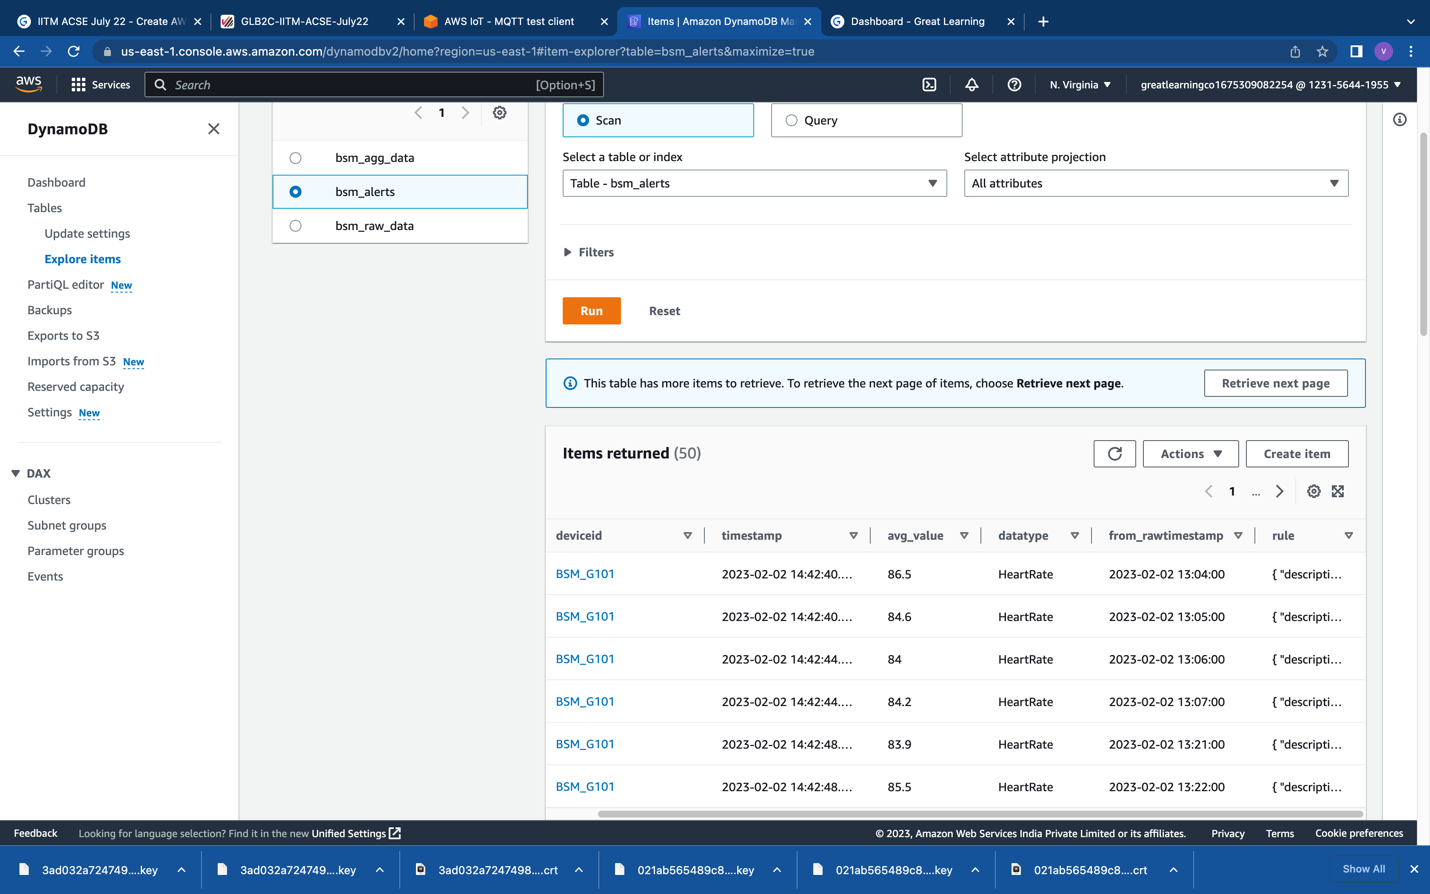 IITM ACSE July 22 - Create AW
GLB2C-IITM-ACSE-July22
AWS IoT - MQTT test client
Items | Amazon DynamoDB Ma
Dashboard - Great Learning
us-east-1.console.aws.amazon.com/dynamodbv2/home?region=us-east-1#item-explorer?table=bsm_alerts&maximize=true
V
aws
Services
Search
[Option+S]
N. Virginia
greatlearningco1675309082254 @ 1231-5644-1955
DynamoDB
Dashboard
Tables
Update settings
Explore items
PartiQL editor New
Backups
Exports to S3
Imports from S3 New
Reserved capacity
Settings New
DAX
Clusters
Subnet groups
Parameter groups
Events
1
bsm_agg_data
bsm_alerts
bsm_raw_data
Scan
Query
Select a table or index
Select attribute projection
Table - bsm_alerts
All attributes
Filters
Run
Reset
This table has more items to retrieve. To retrieve the next page of items, choose Retrieve next page.
Retrieve next page
Items returned (50)
Actions
Create item
1 ...
deviceid timestamp avg_value datatype from_rawtimestamp rule
BSM_G101 2023-02-02 14:42:40.... 86.5 HeartRate 2023-02-02 13:04:00 { "descripti...
BSM_G101 2023-02-02 14:42:40.... 84.6 HeartRate 2023-02-02 13:05:00 { "descripti...
BSM_G101 2023-02-02 14:42:44.... 84 HeartRate 2023-02-02 13:06:00 { "descripti...
BSM_G101 2023-02-02 14:42:44.... 84.2 HeartRate 2023-02-02 13:07:00 { "descripti...
BSM_G101 2023-02-02 14:42:48.... 83.9 HeartRate 2023-02-02 13:21:00 { "descripti...
BSM_G101 2023-02-02 14:42:48.... 85.5 HeartRate 2023-02-02 13:22:00 { "descripti...
Feedback
Looking for language selection? Find it in the new Unified Settings
© 2023, Amazon Web Services India Private Limited or its affiliates.
Privacy
Terms
Cookie preferences
3ad032a724749....key
3ad032a724749....key
3ad032a7247498....crt
021ab565489c8....key
021ab565489c8....key
021ab565489c8....crt
Show All